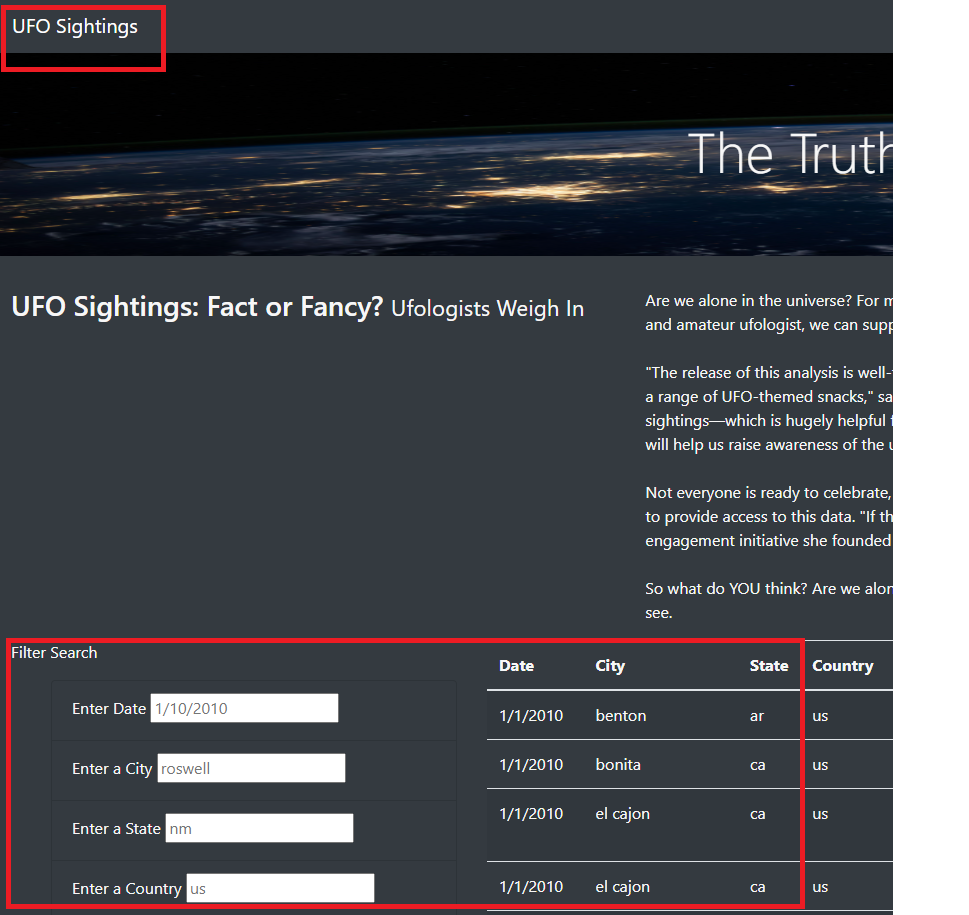 UFO Sightings
The Truth
UFO Sightings: Fact or Fancy? Ufologists Weigh In
Are we alone in the universe? For
and amateur ufologist, we can
"The release of this analysis is well-
a range of UFO-themed snacks,"
sightings—which is hugely helpful
will help us raise awareness of the
Not everyone is ready to celebrate,
to provide access to this data. "If
engagement initiative she founded
So what do YOU think? Are we
see.
Filter Search
Enter Date 1/10/2010
Enter a City roswell
Enter a State nm
Enter a Country us
Date City State Country
1/1/2010 benton ar us
1/1/2010 bonita ca us
1/1/2010 el cajon ca us
1/1/2010 el cajon ca us